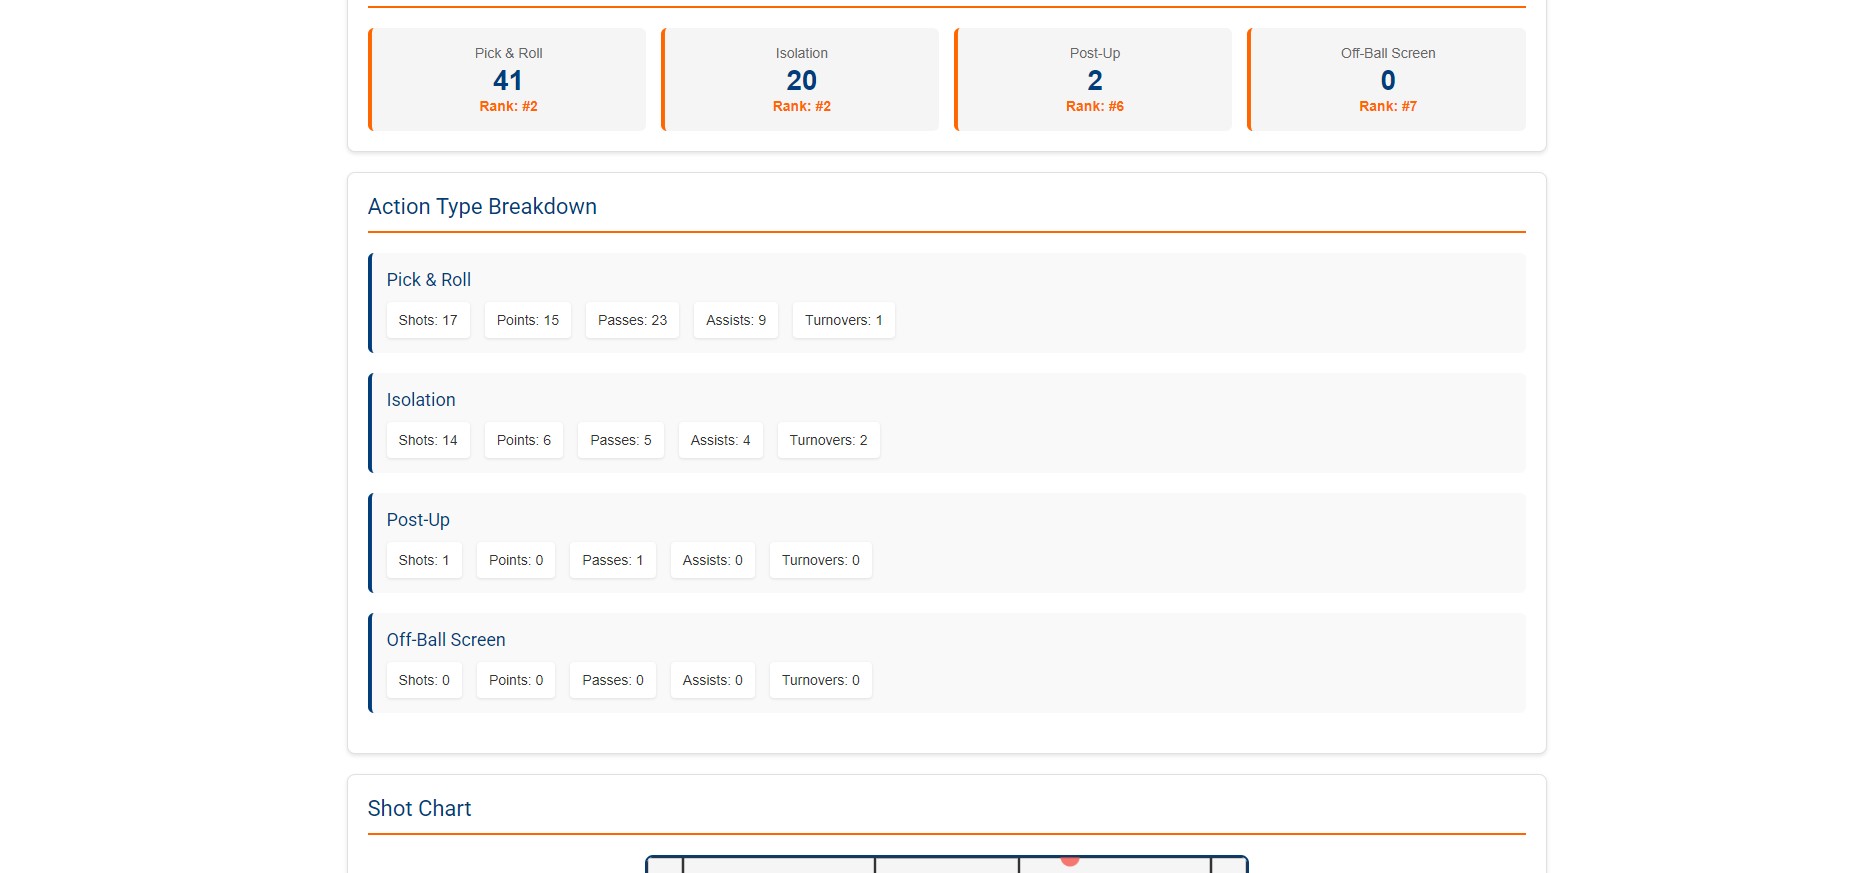 Pick & Roll
41
Rank: #2
Isolation
20
Rank: #2
Post-Up
2
Rank: #6
Off-Ball Screen
0
Rank: #7
Action Type Breakdown
Pick & Roll
Shots: 17 Points: 15 Passes: 23 Assists: 9 Turnovers: 1
Isolation
Shots: 14 Points: 6 Passes: 5 Assists: 4 Turnovers: 2
Post-Up
Shots: 1 Points: 0 Passes: 1 Assists: 0 Turnovers: 0
Off-Ball Screen
Shots: 0 Points: 0 Passes: 0 Assists: 0 Turnovers: 0
Shot Chart